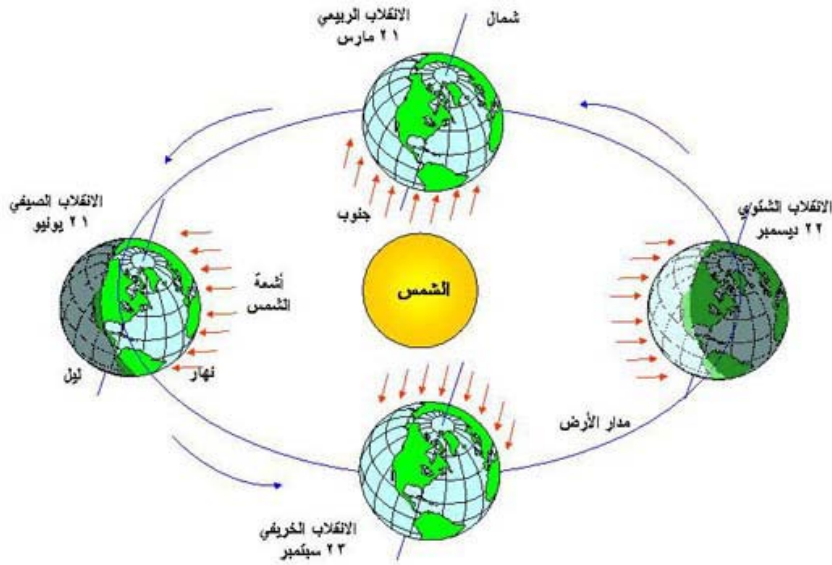 الانقلاب الربيعي
٢١ مارس
شمال
جنوب
الانقلاب الصيفي
٢١ يونيو
الانقلاب الشتوي
٢٢ ديسمبر
أشعة
الشمس
الشمس
ليل
نهار
مدار الأرض
الانقلاب الخريفي
٢٣ سبتمبر